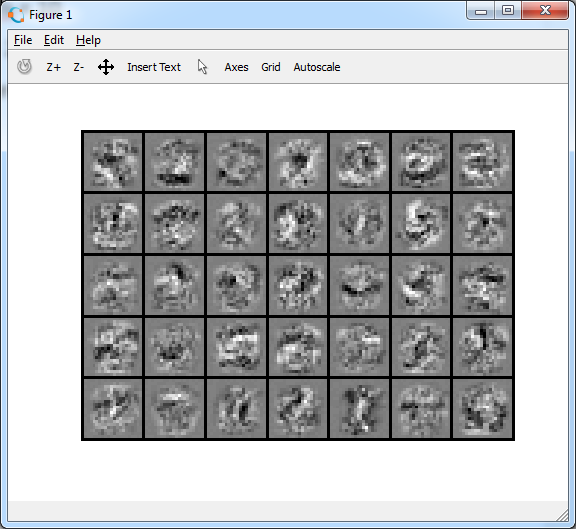 Figure 1
File Edit Help
Z+ Z- Insert Text Axes Grid Autoscale